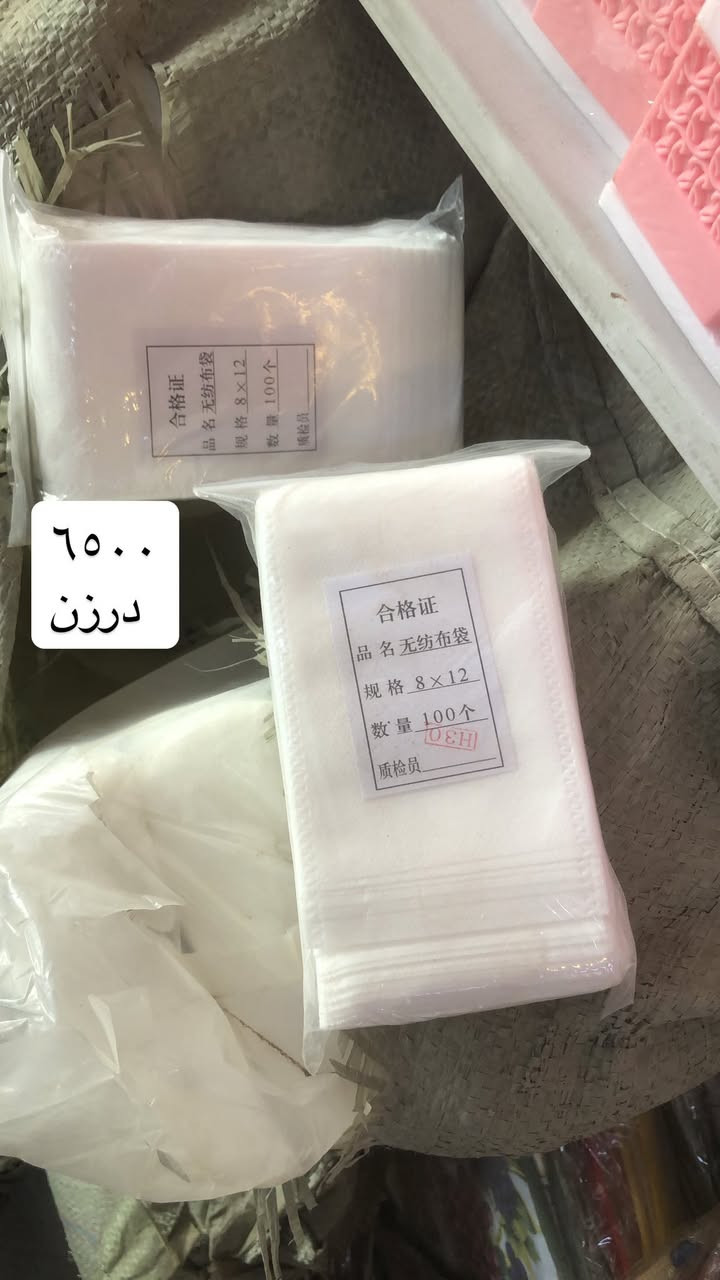 合格证
品名 无纺布袋
规格 8×12
数量 100个
质检员
٦٥٠٠
درزن
合格证
品名 无纺布袋
规格 8×12
数量 100个
H30
质检员